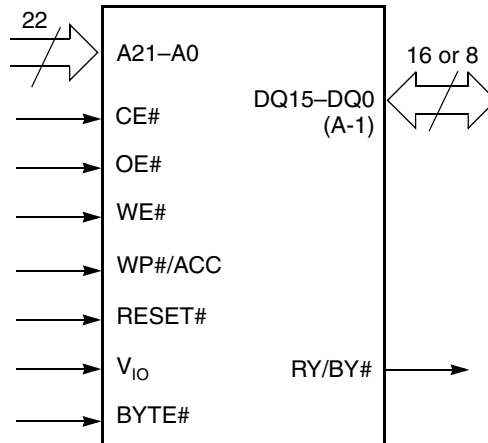 22
A21–A0
16 or 8
DQ15–DQ0
(A-1)
CE#
OE#
WE#
WP#/ACC
RESET#
VIO
RY/BY#
BYTE#